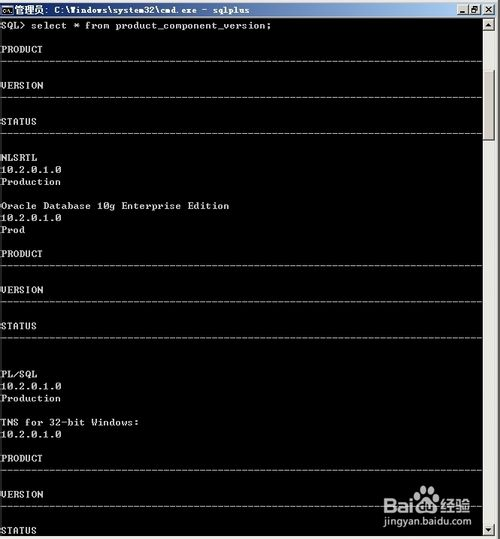 管理员: C:\Windows\system32\cmd.exe - sqlplus
SQL> select * from product_component_version;
PRODUCT
--------------------------------------------------------------------------------
VERSION
--------------------------------------------------------------------------------
STATUS
--------------------------------------------------------------------------------
NLSRTL
10.2.0.1.0
Production
Oracle Database 10g Enterprise Edition
10.2.0.1.0
Prod
PRODUCT
--------------------------------------------------------------------------------
VERSION
--------------------------------------------------------------------------------
STATUS
--------------------------------------------------------------------------------
PL/SQL
10.2.0.1.0
Production
TNS for 32-bit Windows:
10.2.0.1.0
PRODUCT
--------------------------------------------------------------------------------
VERSION
--------------------------------------------------------------------------------
STATUS
Baidu 经验
jingyan.baidu.com